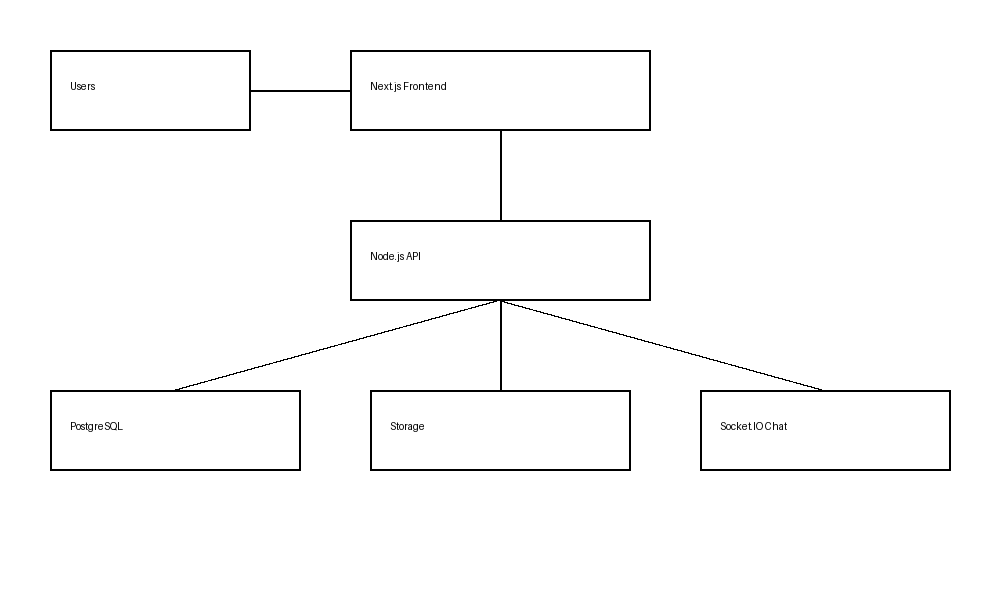 Users
Next.js Frontend
Node.js API
PostgreSQL
Storage
Socket.IO Chat